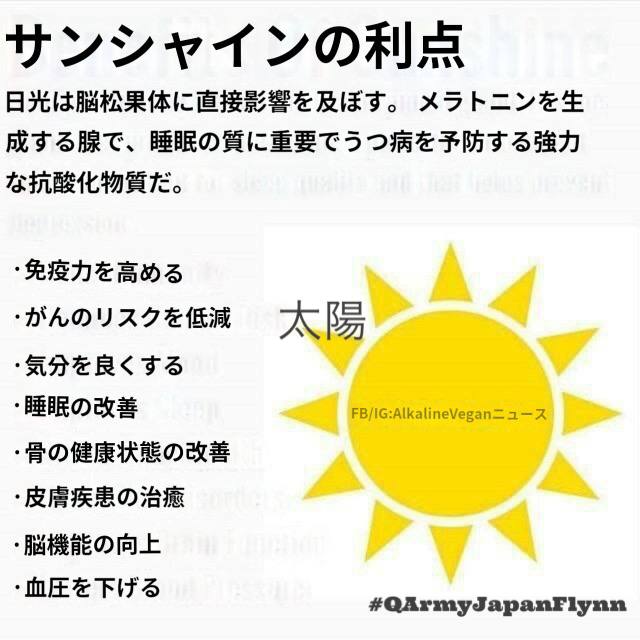 サンシャインの利点
日光は脳松果体に直接影響を及ぼす。 メラトニンを生
成する腺で、睡眠の質に重要でうつ病を予防する強力
な抗酸化物質だ。
・免疫力を高める
・がんのリスクを低減
太陽
・気分を良くする
・睡眠の改善
FB/IG:AlkalineVeganニュース
・骨の健康状態の改善
・皮膚疾患の治癒
・脳機能の向上
・血圧を下げる
#QArmyJapanFlynn